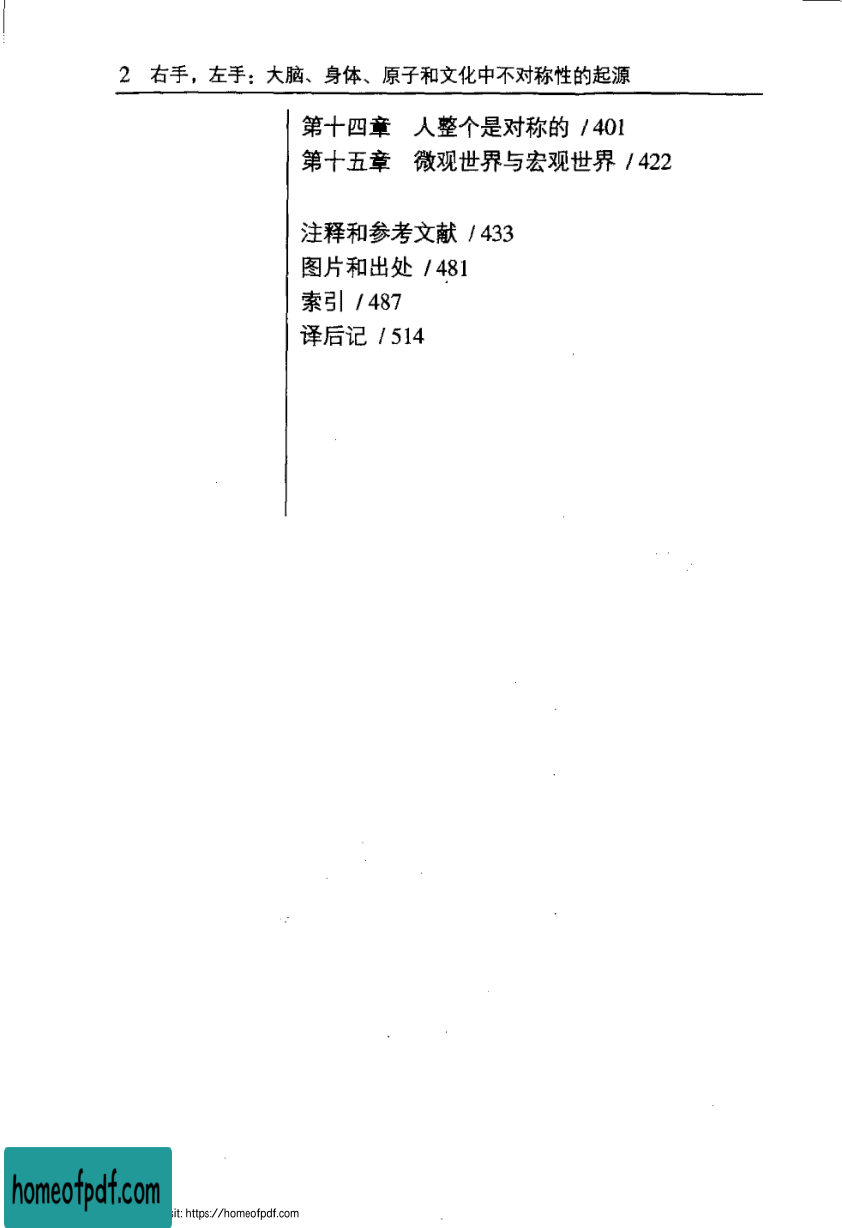 2 右手，左手：大脑、身体、原子和文化中不对称性的起源
第十四章 人整个是对称的 / 401
第十五章 微观世界与宏观世界 / 422
注释和参考文献 / 433
图片和出处 / 481
索引 / 487
译后记 / 514
homeofpdf.com
sit: https://homeofpdf.com